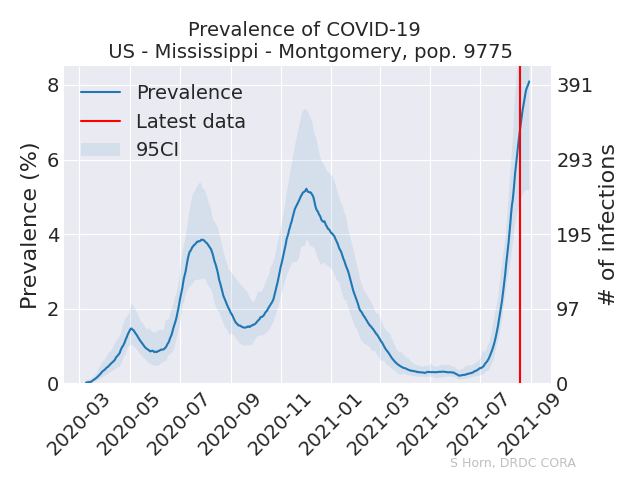 Prevalence of COVID-19
US - Mississippi - Montgomery, pop. 9775
Prevalence
Latest data
95CI
Prevalence (%)
8
6
4
2
0
391
293
195
97
0
# of infections
2020-03
2020-05
2020-07
2020-09
2020-11
2021-01
2021-03
2021-05
2021-07
2021-09
S Horn, DRDC CORA